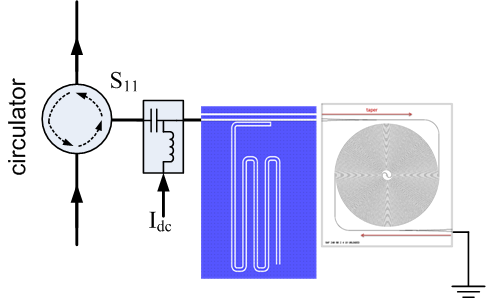 circulator
S11
Idc
taper